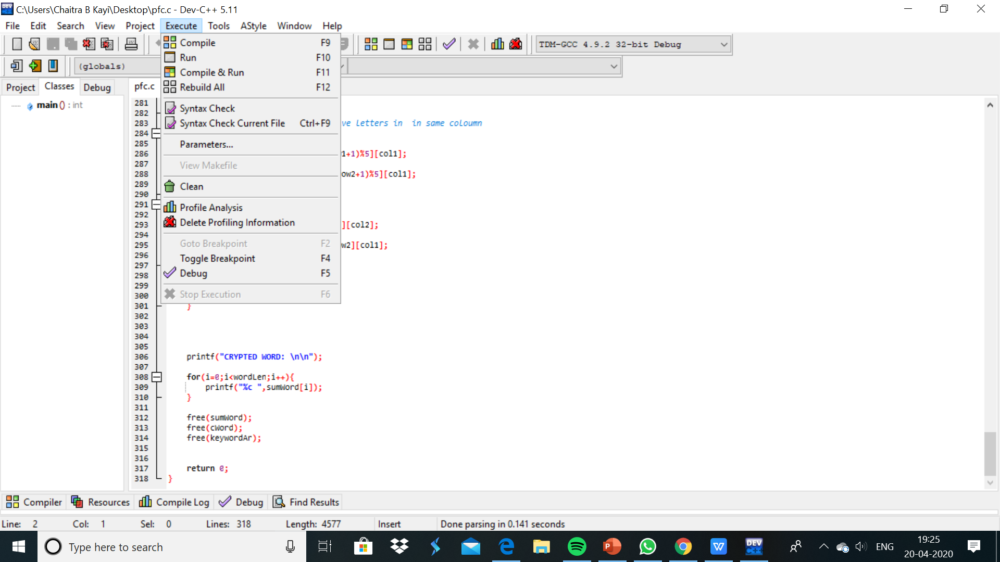 C:\Users\Chaitra B Kayi\Desktop\pfc.c - Dev-C++ 5.11
File Edit Search View Project Execute Tools AStyle Window Help
TDM-GCC 4.9.2 32-bit Debug
(globals)
Project Classes Debug
main () : int
pfc.c
Compile F9
Run F10
Compile & Run F11
Rebuild All F12
Syntax Check
Syntax Check Current File Ctrl+F9
Parameters...
View Makefile
Clean
Profile Analysis
Delete Profiling Information
Goto Breakpoint F2
Toggle Breakpoint F4
Debug F5
Stop Execution F6
281
282
283 ve letters in in same coloumn
284
285
286 1+1)%5][col1];
287
288 ow2+1)%5][col1];
289
290
291
292
293 ][col2];
294
295 w2][col1];
296
297
298
299
300
301 }
302
303
304
305
306 printf("CRYPTED WORD: \n\n");
307
308 for(i=0;i<wordLen;i++){
309 printf("%c ",sumWord[i]);
310 }
311
312 free(sumWord);
313 free(cWord);
314 free(keywordAr);
315
316
317 return 0;
318 }
Compiler Resources Compile Log Debug Find Results
Line: 2 Col: 1 Sel: 0 Lines: 318 Length: 4577 Insert Done parsing in 0.141 seconds
Type here to search
DEV C++
ENG
19:25
20-04-2020